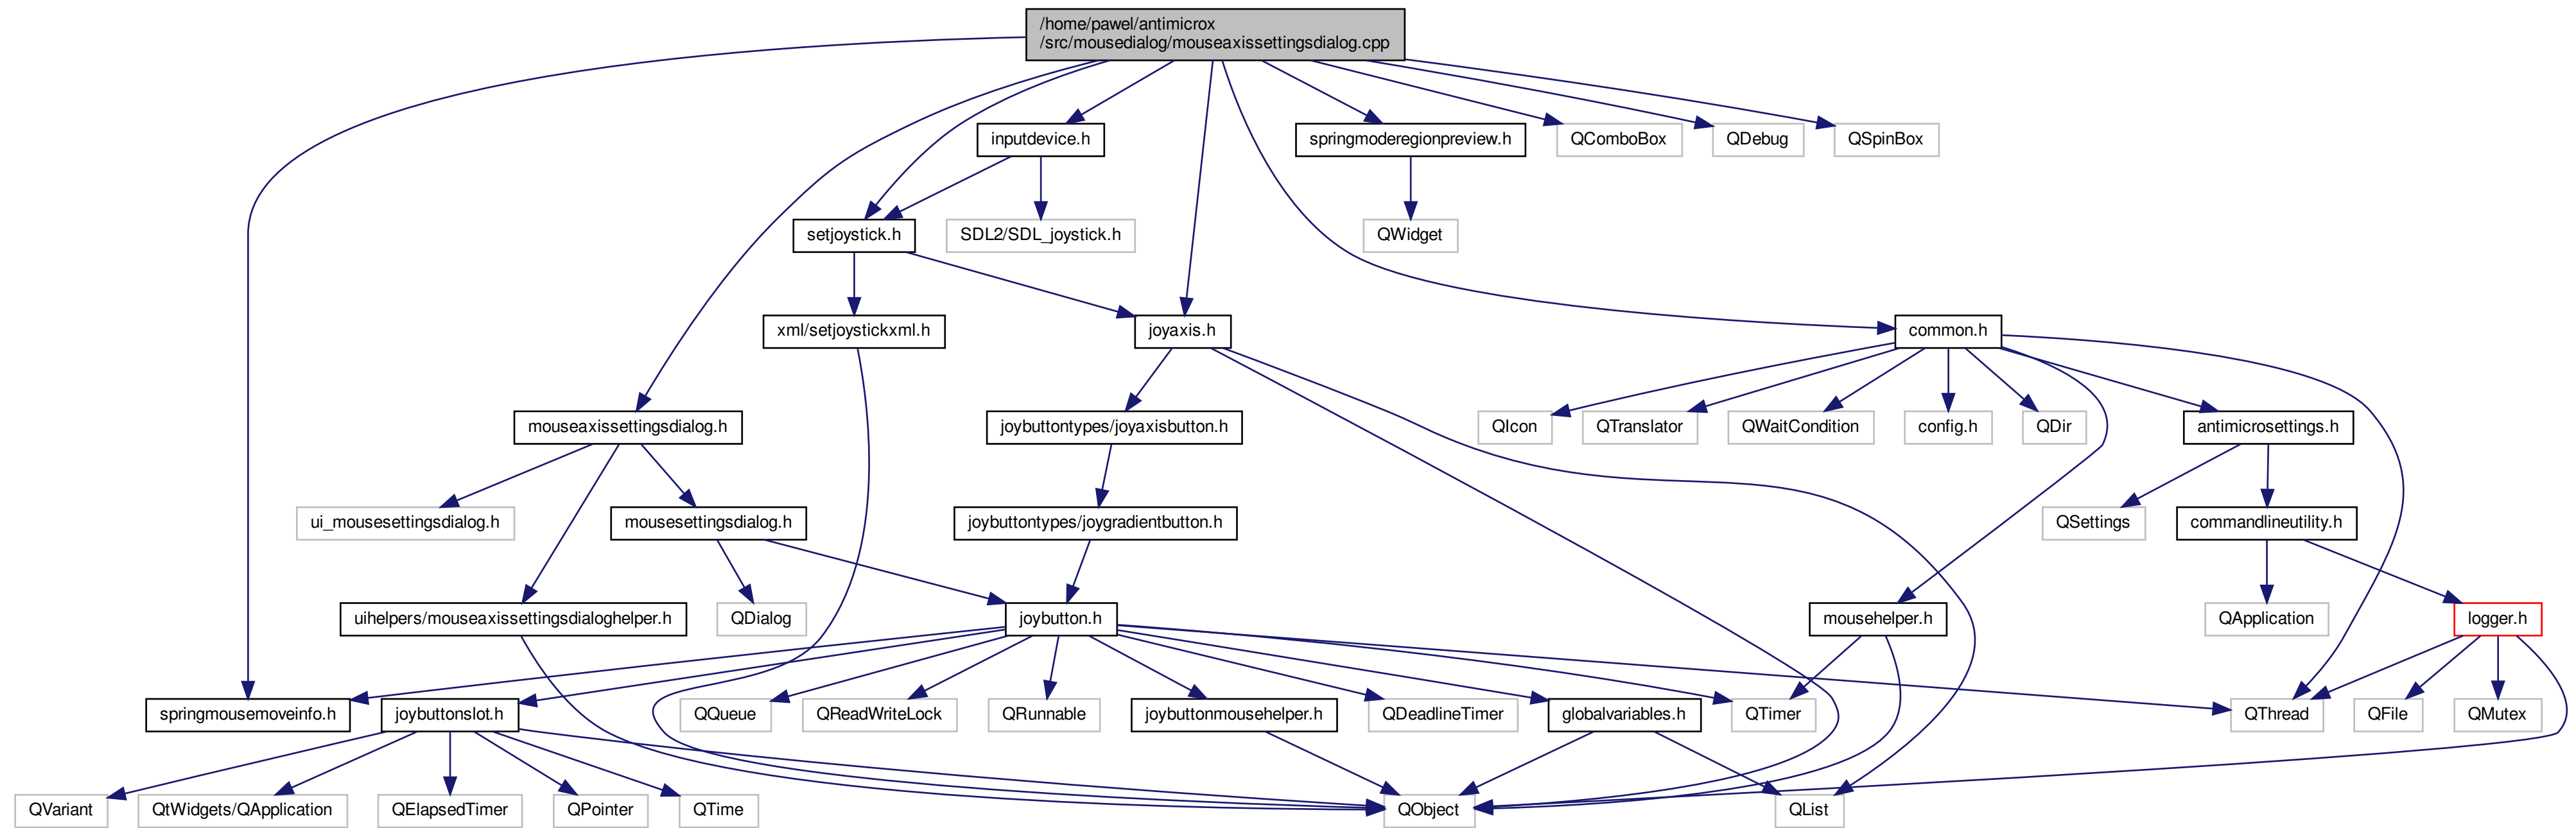 /home/pawel/antimicrox
/src/mousedialog/mouseaxissettingsdialog.cpp
inputdevice.h
springmoderegionpreview.h
QComboBox
QDebug
QSpinBox
setjoystick.h
SDL2/SDL_joystick.h
QWidget
xml/setjoystickxml.h
joyaxis.h
common.h
mouseaxissettingsdialog.h
joybuttontypes/joyaxisbutton.h
QIcon
QTranslator
QWaitCondition
config.h
QDir
antimicrosettings.h
ui_mousesettingsdialog.h
mousesettingsdialog.h
joybuttontypes/joygradientbutton.h
QSettings
commandlineutility.h
uihelpers/mouseaxissettingsdialoghelper.h
QDialog
joybutton.h
mousehelper.h
QApplication
logger.h
springmousemoveinfo.h
joybuttonslot.h
QQueue
QReadWriteLock
QRunnable
joybuttonmousehelper.h
QDeadlineTimer
globalvariables.h
QTimer
QThread
QFile
QMutex
QVariant
QtWidgets/QApplication
QElapsedTimer
QPointer
QTime
QObject
QList